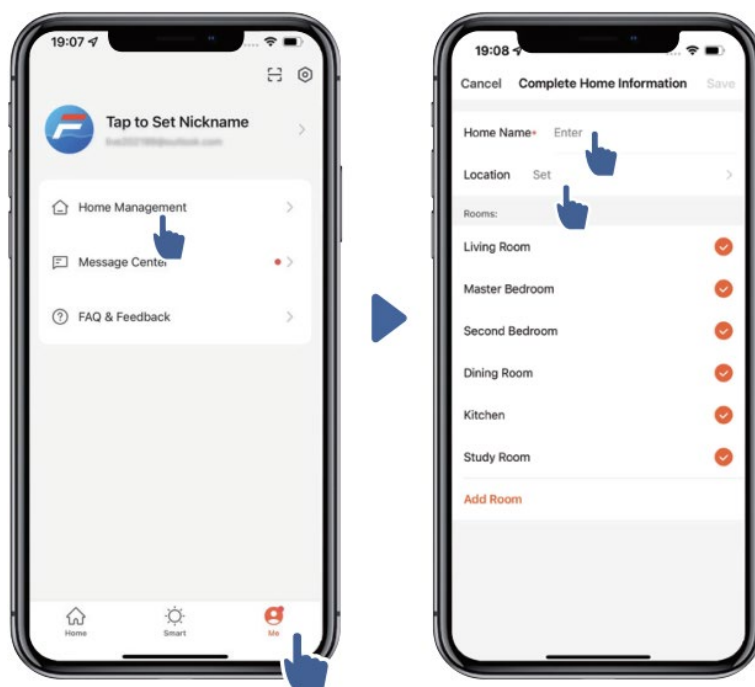 19:07
Tap to Set Nickname
Home Management
Message Center
FAQ & Feedback
Home
Smart
Me
19:08
Cancel
Complete Home Information
Save
Home Name*
Enter
Location
Set
Rooms:
Living Room
Master Bedroom
Second Bedroom
Dining Room
Kitchen
Study Room
Add Room